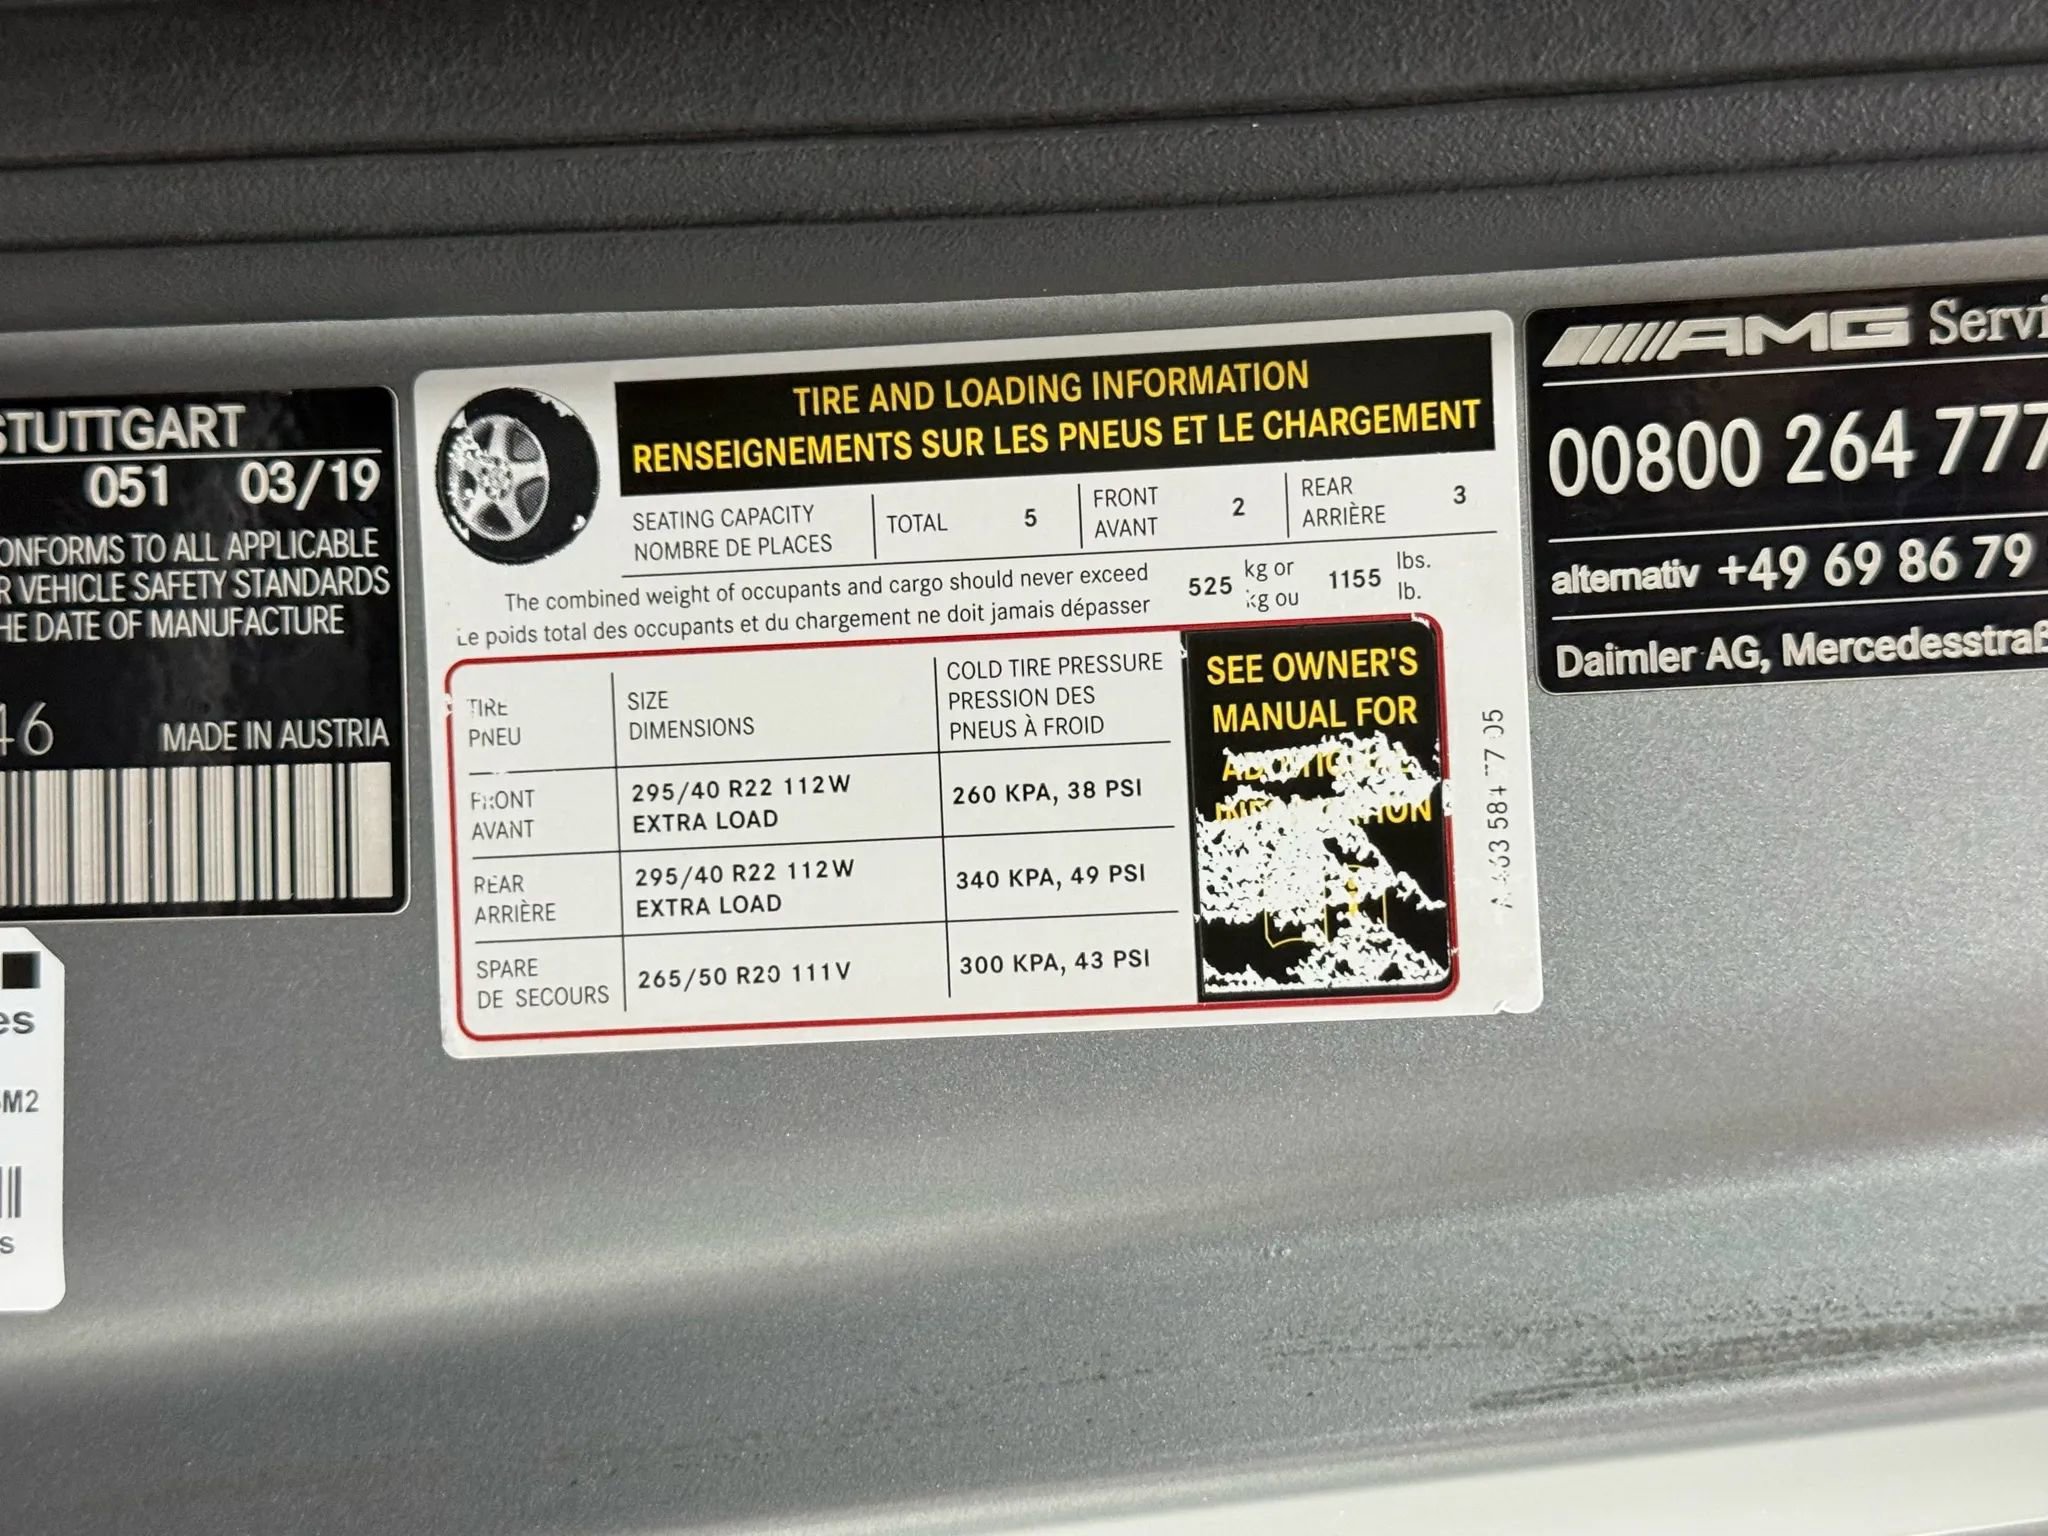 STUTTGART
051 03/19
CONFORMS TO ALL APPLICABLE
VEHICLE SAFETY STANDARDS
THE DATE OF MANUFACTURE
46 MADE IN AUSTRIA
es
M2
s
TIRE AND LOADING INFORMATION
RENSEIGNEMENTS SUR LES PNEUS ET LE CHARGEMENT
SEATING CAPACITY
NOMBRE DE PLACES
TOTAL 5
FRONT
AVANT
2
REAR
ARRIÈRE
3
The combined weight of occupants and cargo should never exceed
Le poids total des occupants et du chargement ne doit jamais dépasser
525 kg or
kg ou
1155 lbs.
lb.
TIRE
PNEU
SIZE
DIMENSIONS
COLD TIRE PRESSURE
PRESSION DES
PNEUS À FROID
FRONT
AVANT
295/40 R22 112W
EXTRA LOAD
260 KPA, 38 PSI
REAR
ARRIÈRE
295/40 R22 112W
EXTRA LOAD
340 KPA, 49 PSI
SPARE
DE SECOURS
265/50 R20 111V
300 KPA, 43 PSI
SEE OWNER'S
MANUAL FOR
ADDITIONAL
INFORMATION
AMG Servi
00800 264 777
alternativ +49 69 86 79
Daimler AG, Mercedesstraß